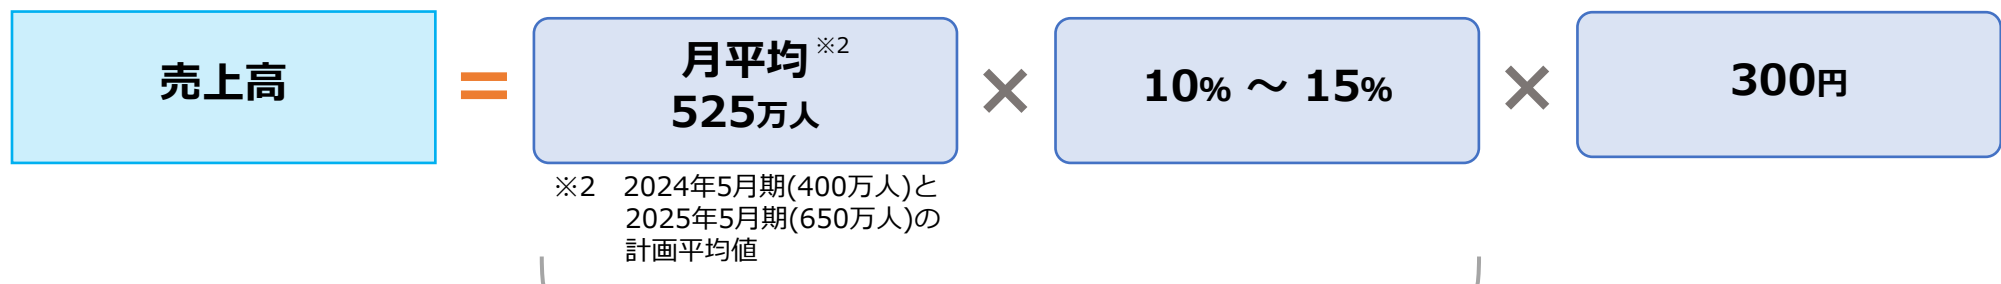 売上高
=
月平均 ※2
525万人
×
10% ～ 15%
×
300円
※2 2024年5月期(400万人)と
2025年5月期(650万人)の
計画平均値